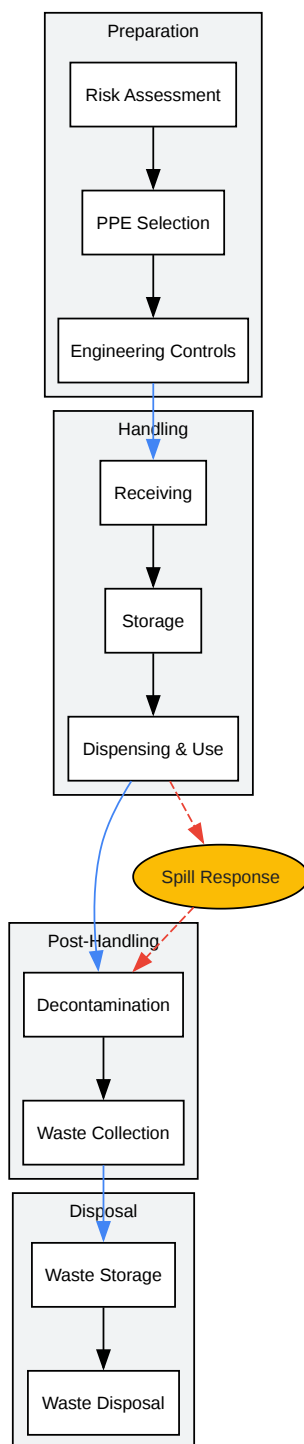 Preparation
Risk Assessment
PPE Selection
Engineering Controls
Handling
Receiving
Storage
Dispensing & Use
Spill Response
Post-Handling
Decontamination
Waste Collection
Disposal
Waste Storage
Waste Disposal